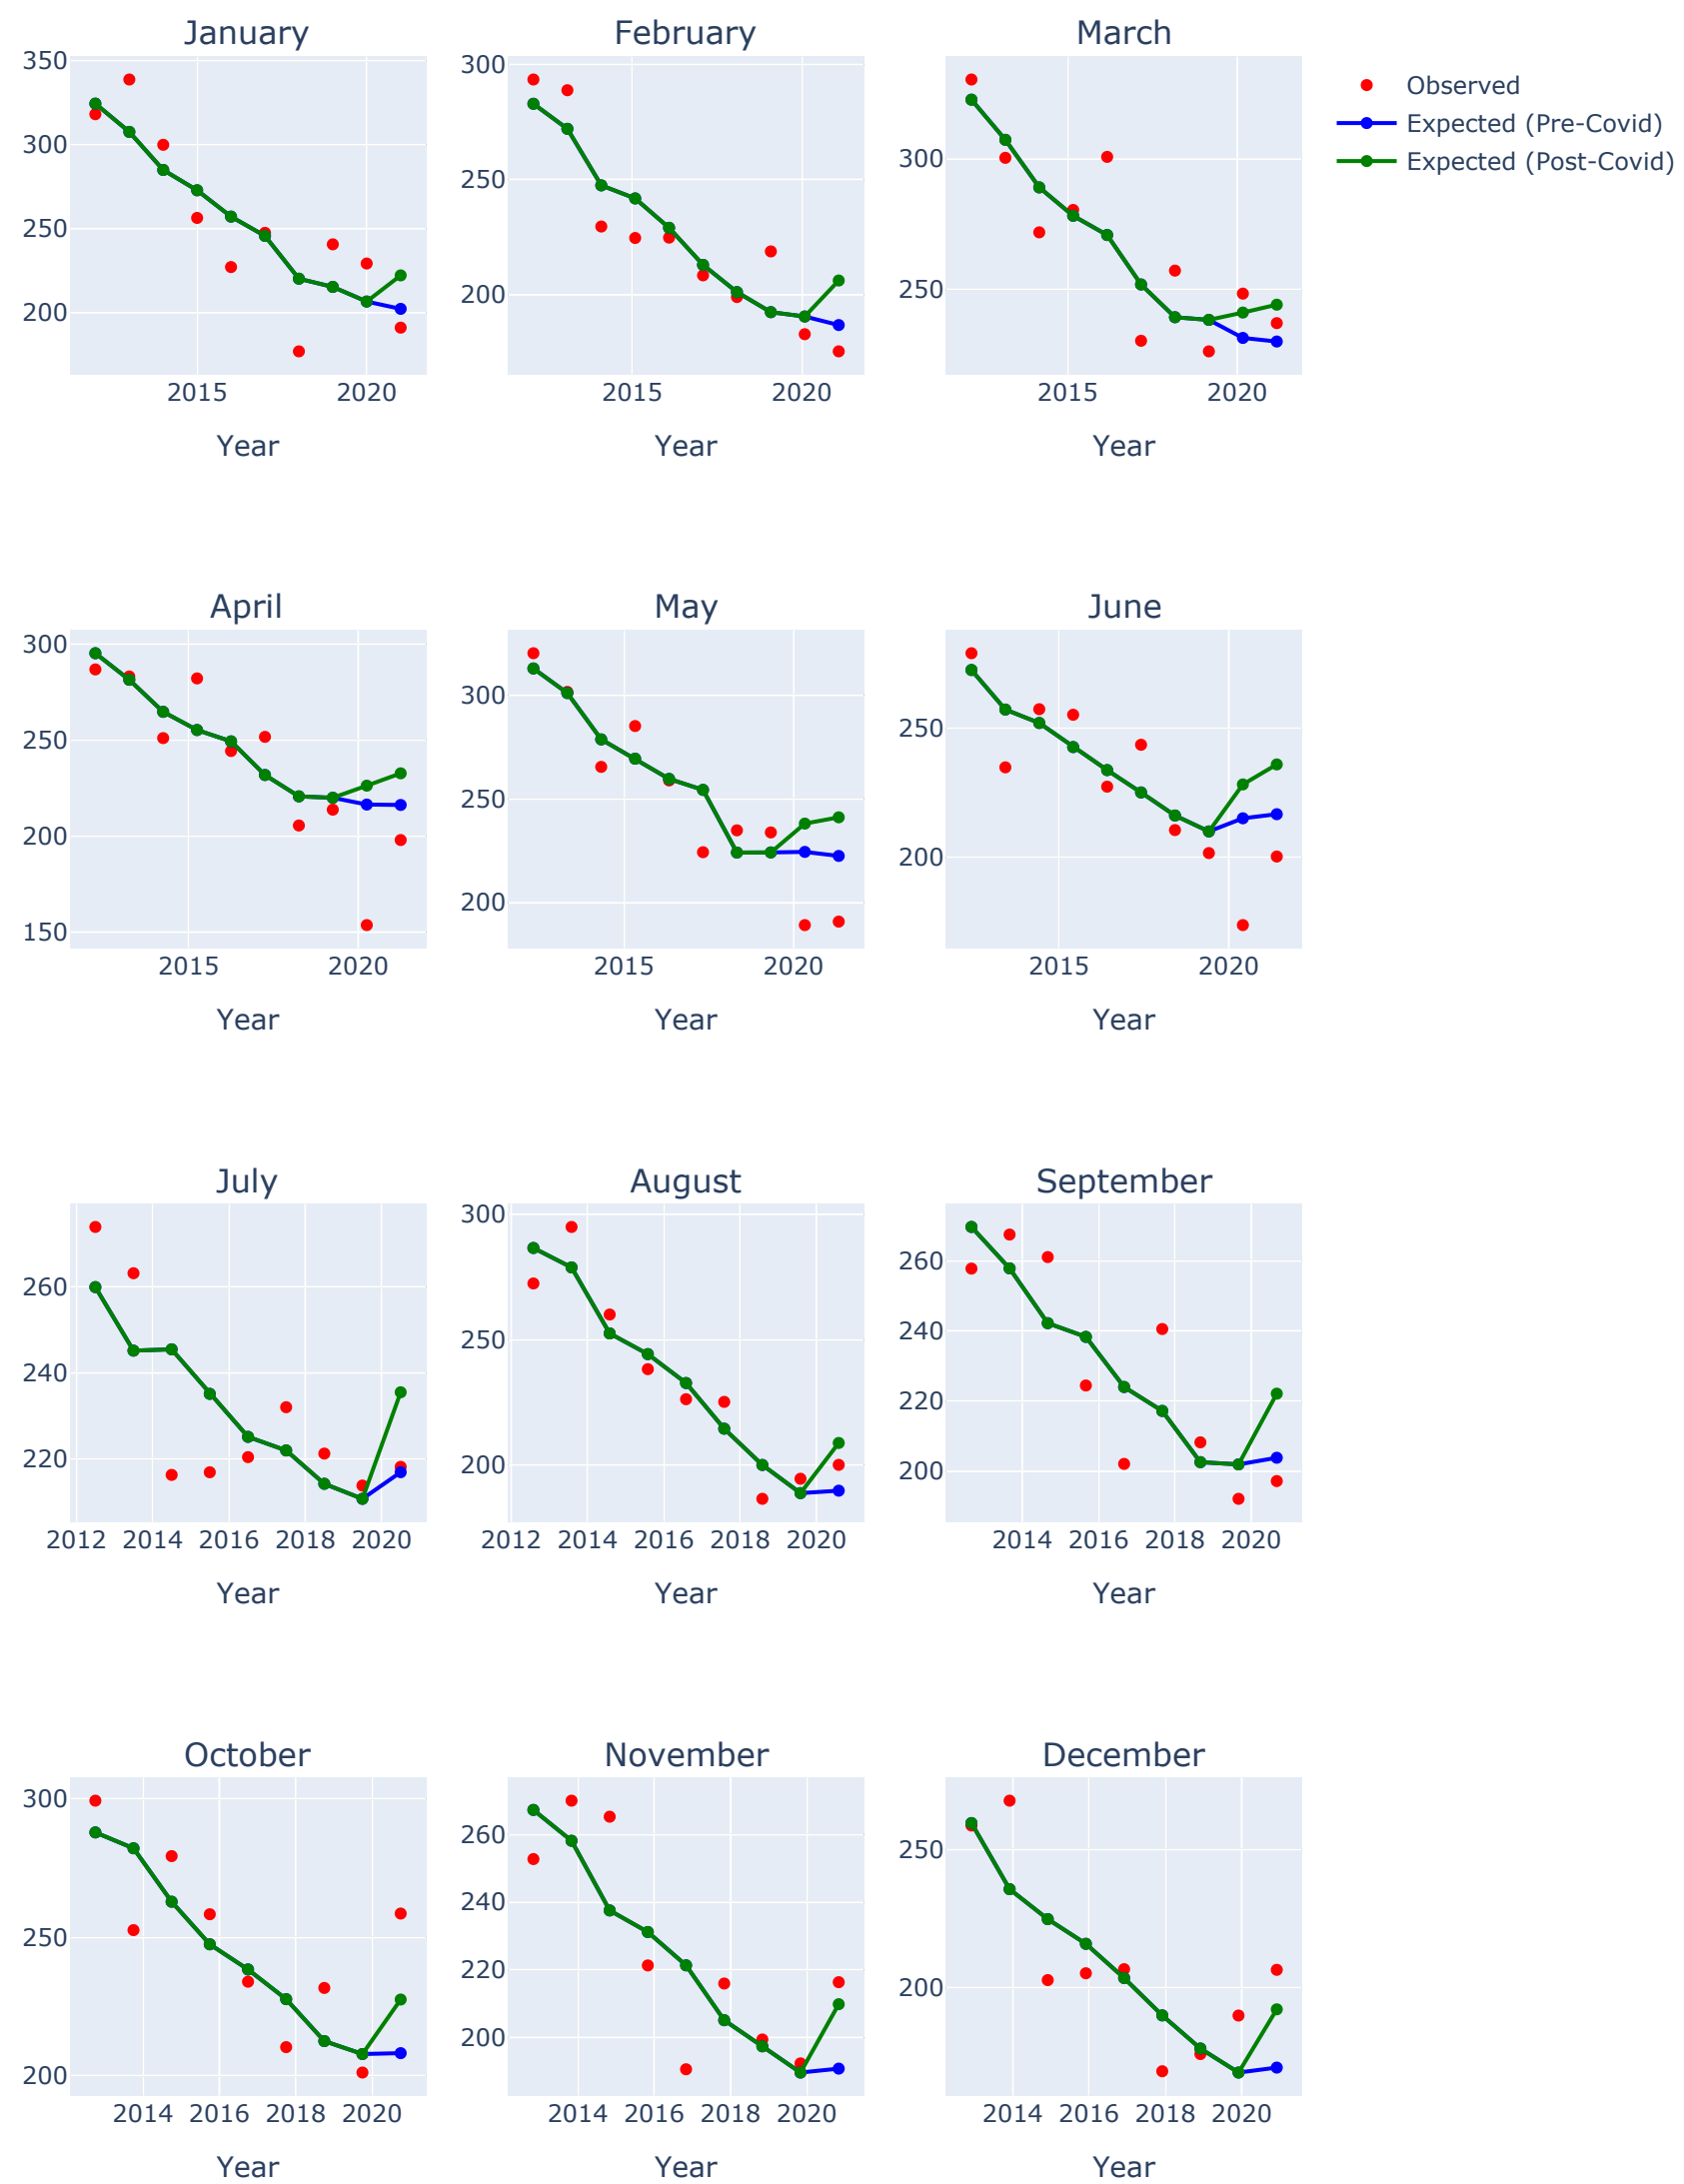 January February March
350
300
250
200
2015 2020
Year
300
250
200
2015 2020
Year
300
250
2015 2020
Year
Observed
Expected (Pre-Covid)
Expected (Post-Covid)
April May June
300
250
200
150
2015 2020
Year
300
250
200
2015 2020
Year
250
200
2015 2020
Year
July August September
260
240
220
2012 2014 2016 2018 2020
Year
300
250
200
2012 2014 2016 2018 2020
Year
260
240
220
200
2014 2016 2018 2020
Year
October November December
300
250
200
2014 2016 2018 2020
Year
260
240
220
200
2014 2016 2018 2020
Year
250
200
2014 2016 2018 2020
Year